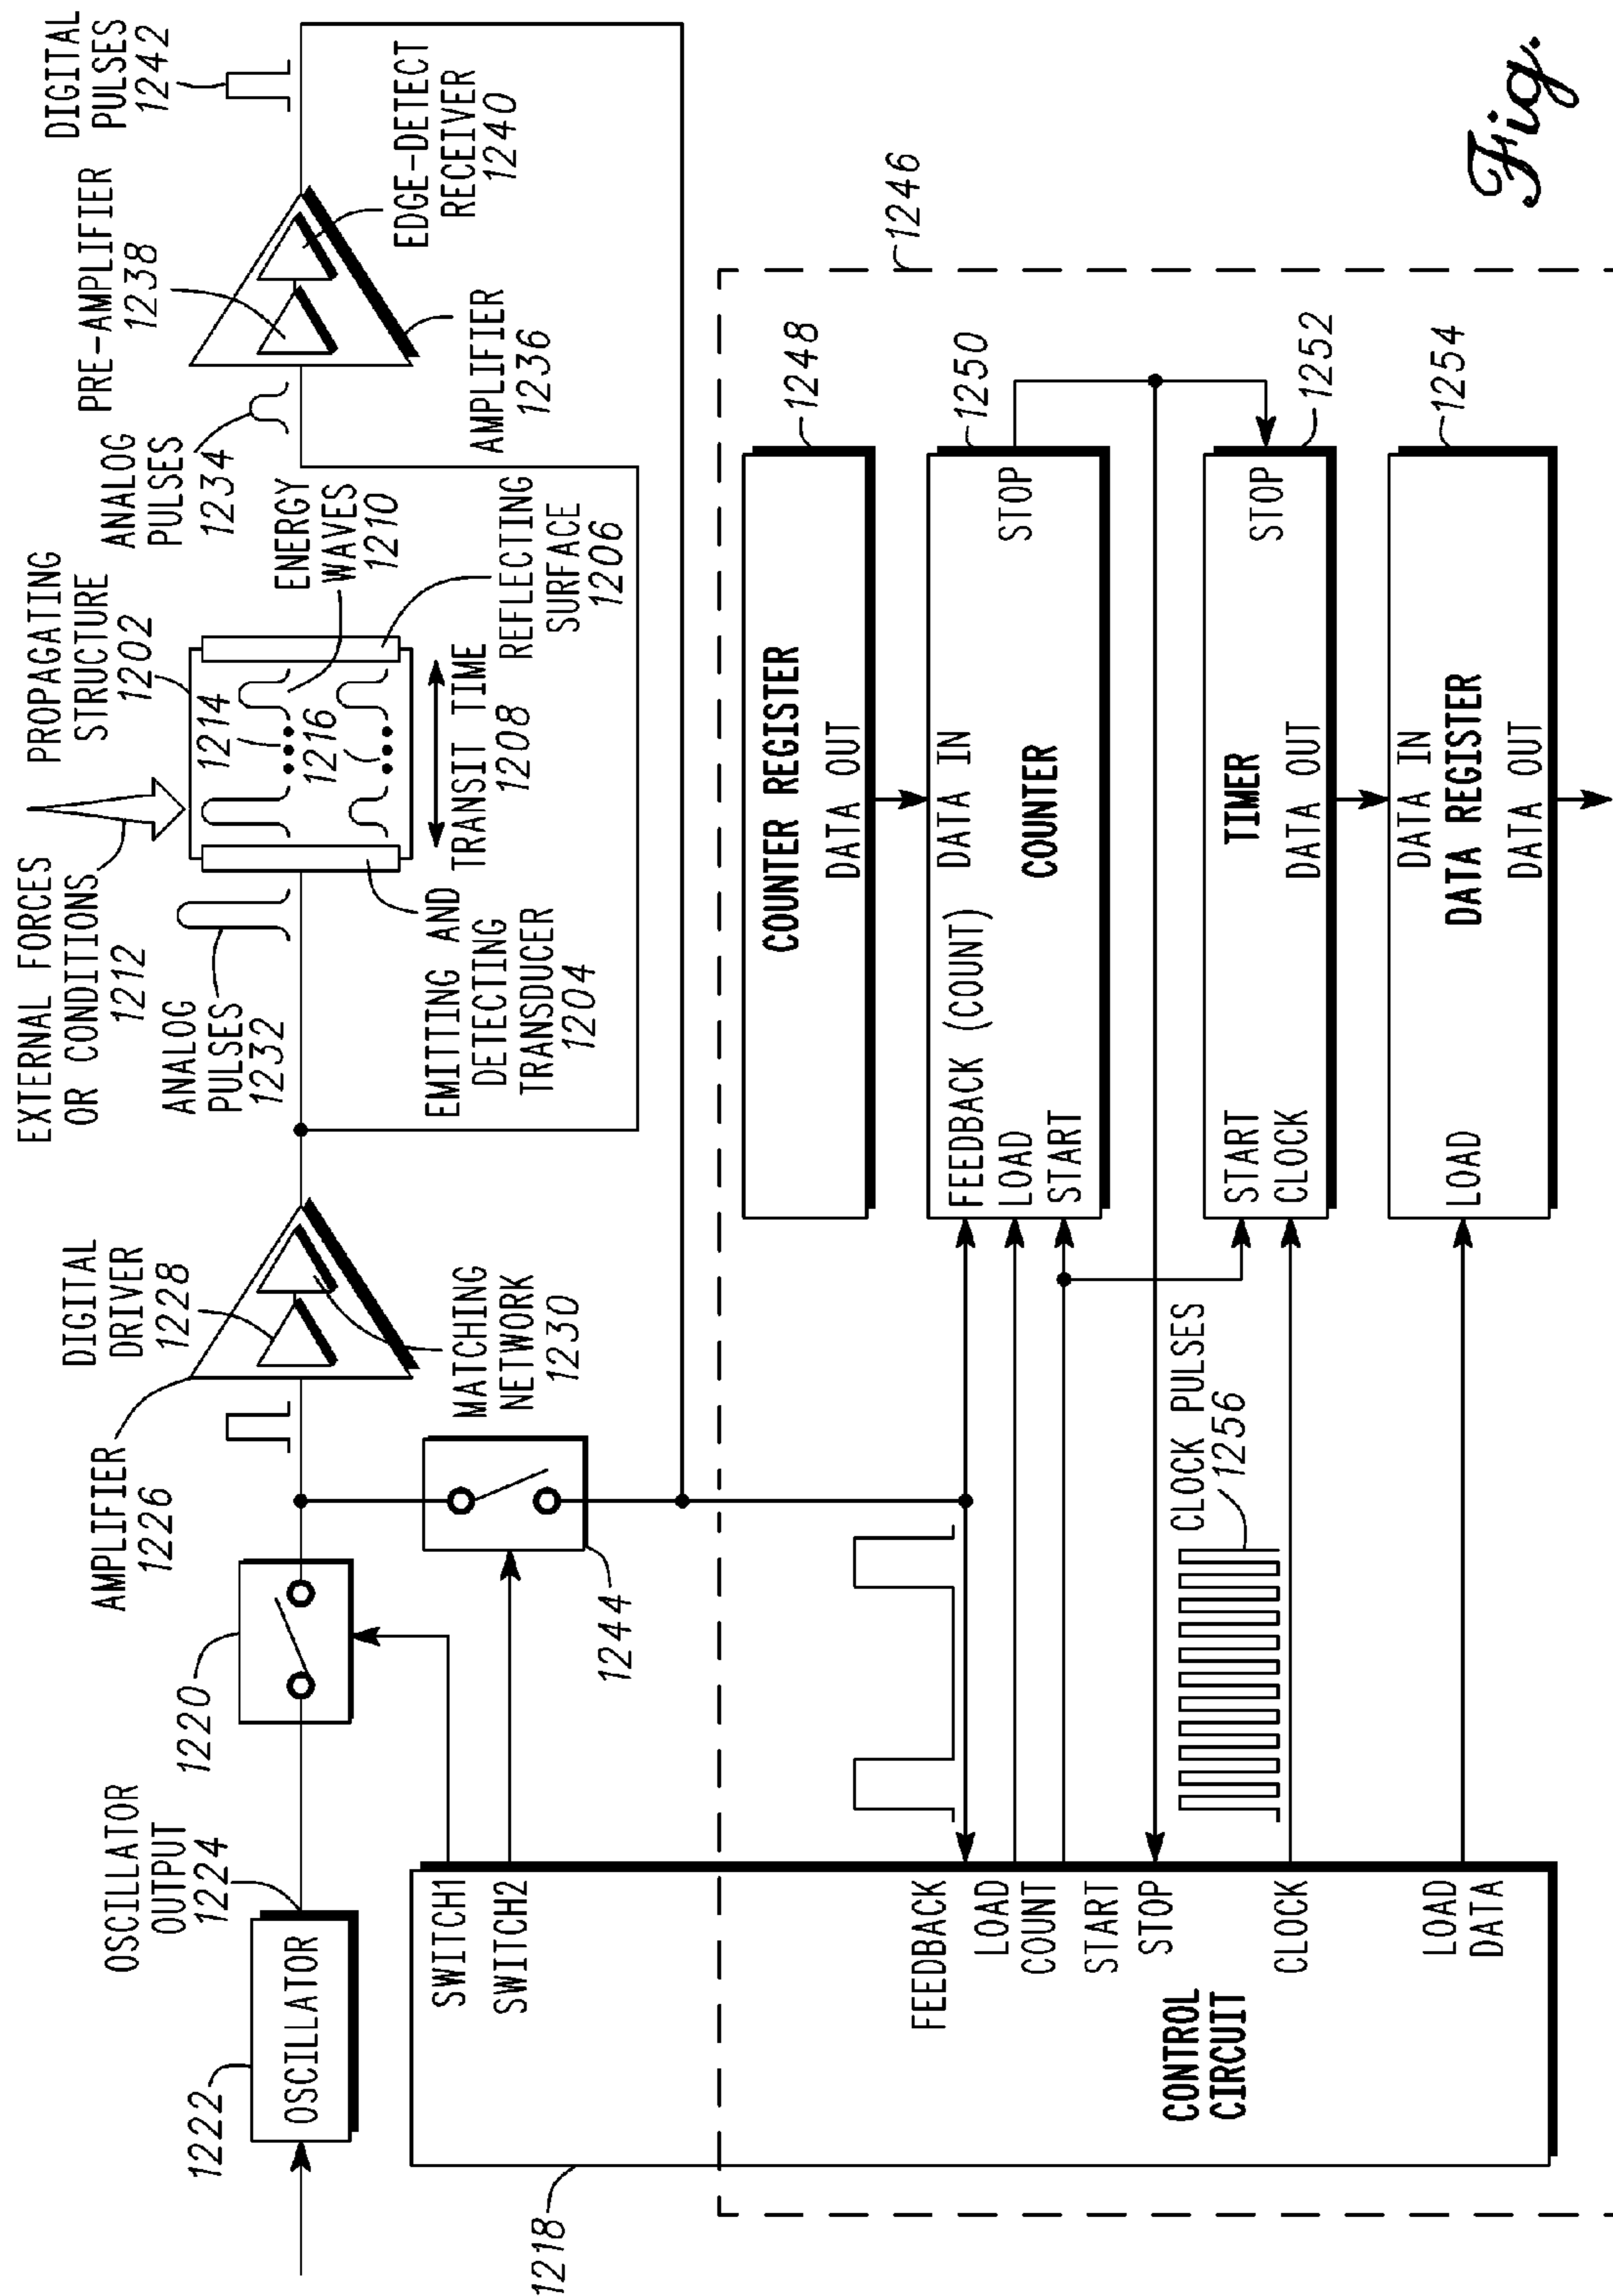 EXTERNAL FORCES
OR CONDITIONS
1212
PROPAGATING
STRUCTURE
1202
ANALOG
PULSES
1234
PRE-AMPLIFIER
1238
DIGITAL
PULSES
1242
OSCILLATOR
OUTPUT
1224
1222
OSCILLATOR
1220
AMPLIFIER
1226
DIGITAL
DRIVER
1228
MATCHING
NETWORK
1230
ANALOG
PULSES
1232
1214
1216
ENERGY
WAVES
1210
REFLECTING
SURFACE
1206
TRANSIT TIME
1208
EMITTING AND
DETECTING
TRANSDUCER
1204
EDGE-DETECT
RECEIVER
1240
AMPLIFIER
1236
1244
1246
SWITCH1
SWITCH2
FEEDBACK
LOAD
COUNT
START
STOP
CLOCK
LOAD
DATA
CONTROL
CIRCUIT
1218
CLOCK PULSES
1256
COUNTER REGISTER
DATA OUT
1248
FEEDBACK (COUNT)
DATA IN
LOAD
START
COUNTER
STOP
1250
START
CLOCK
TIMER
STOP
DATA OUT
1252
LOAD
DATA IN
DATA REGISTER
DATA OUT
1254
Fig.